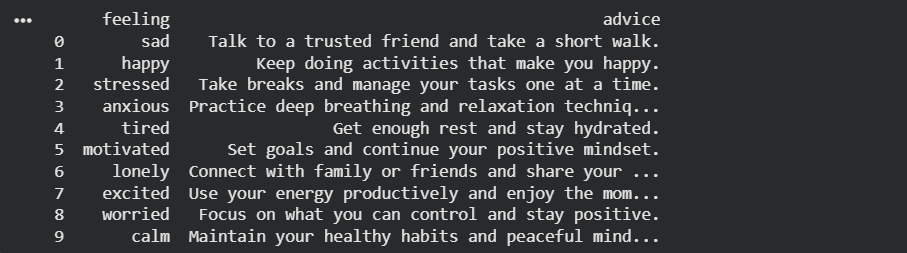 feeling advice
0 sad Talk to a trusted friend and take a short walk.
1 happy Keep doing activities that make you happy.
2 stressed Take breaks and manage your tasks one at a time.
3 anxious Practice deep breathing and relaxation techniq...
4 tired Get enough rest and stay hydrated.
5 motivated Set goals and continue your positive mindset.
6 lonely Connect with family or friends and share your ...
7 excited Use your energy productively and enjoy the mom...
8 worried Focus on what you can control and stay positive.
9 calm Maintain your healthy habits and peaceful mind...